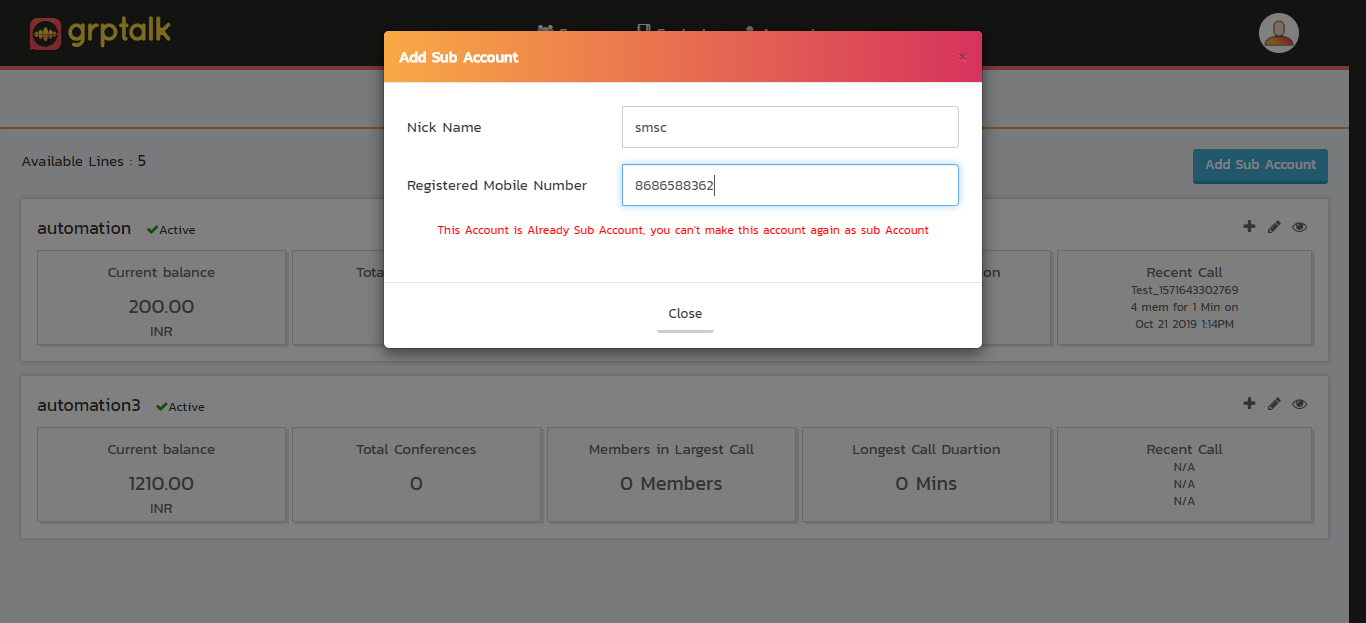 grptalk
Add Sub Account
×
Nick Name
smsc
Registered Mobile Number
8686588362
This Account is Already Sub Account, you can't make this account again as sub Account
Close
Available Lines : 5
Add Sub Account
automation
Active
Current balance
200.00
INR
Recent Call
Test_1571643302769
4 mem for 1 Min on
Oct 21 2019 1:14PM
automation3
Active
Current balance
1210.00
INR
Total Conferences
0
Members in Largest Call
0 Members
Longest Call Duartion
0 Mins
Recent Call
N/A
N/A
N/A